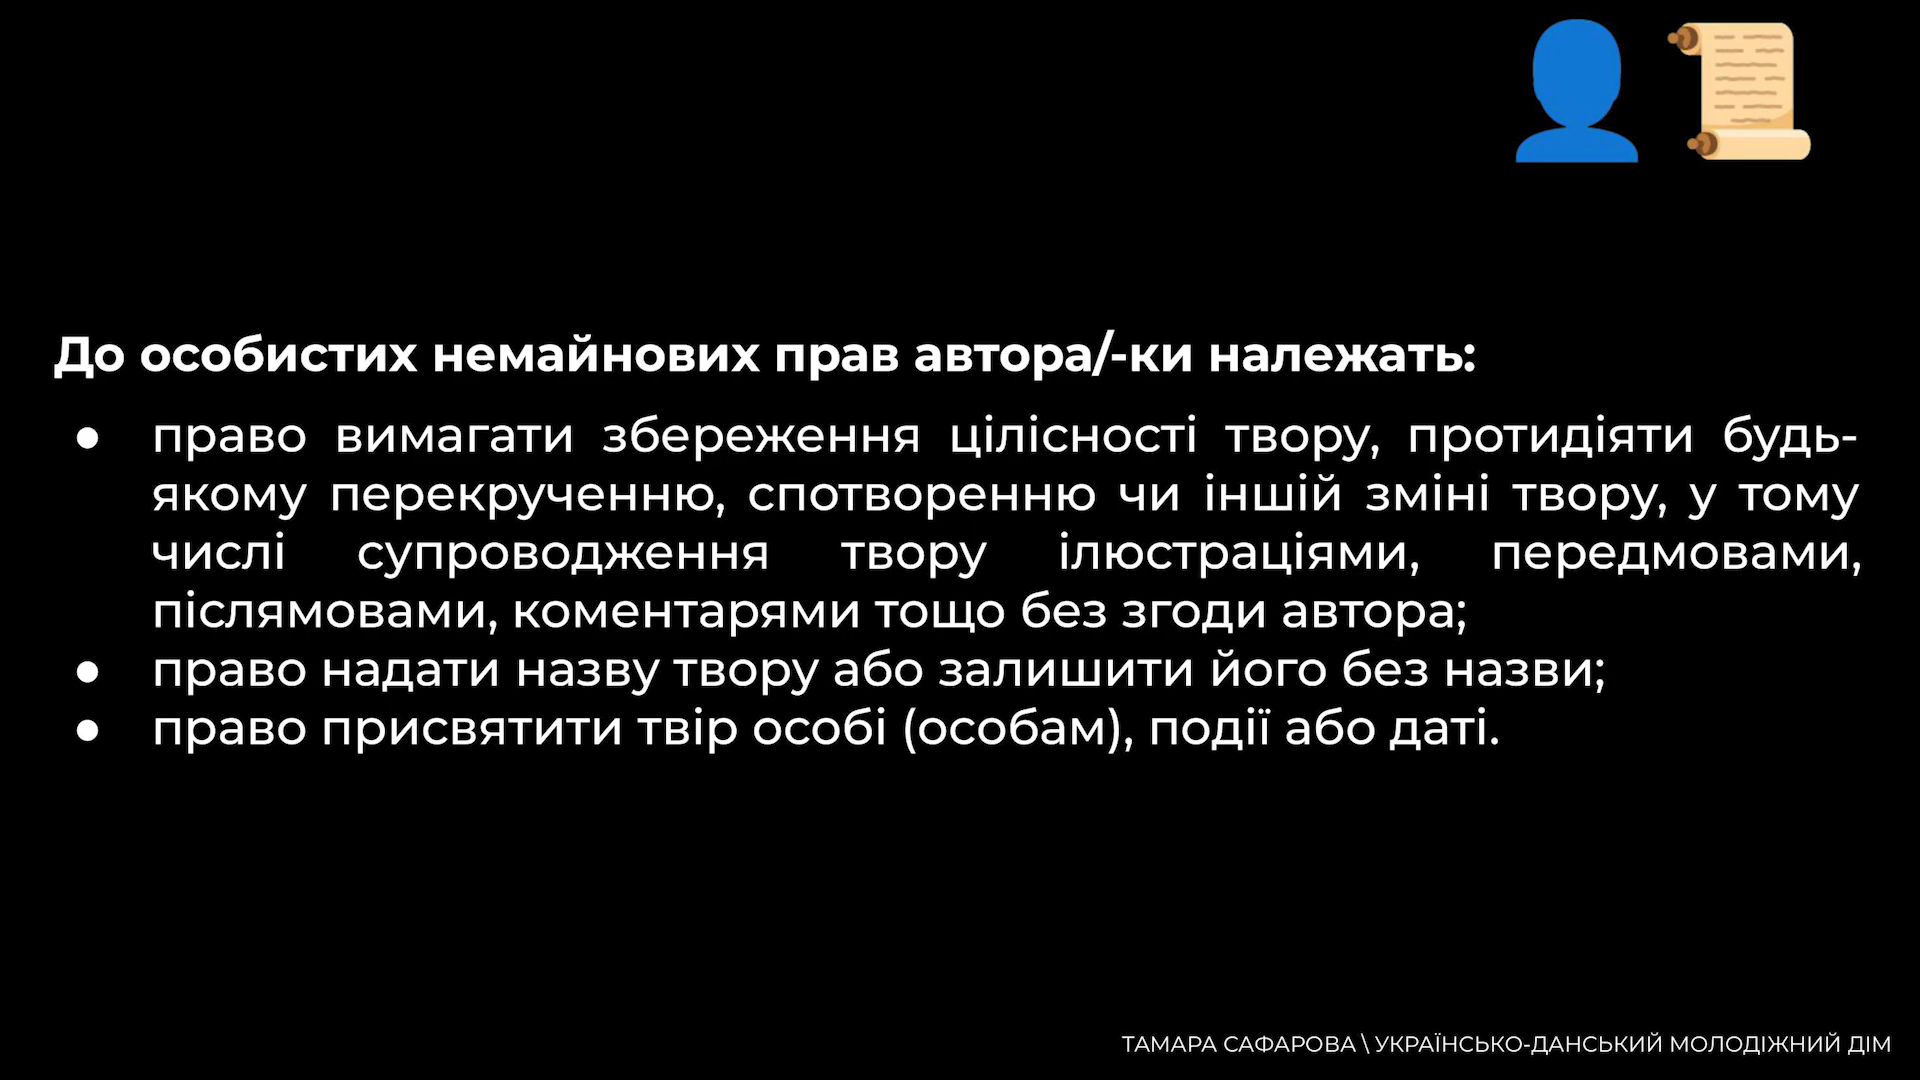 До особистих немайнових прав автора/-ки належать:
● право вимагати збереження цілісності твору, протидіяти будь-
якому перекрученню, спотворенню чи іншій зміні твору, у тому
числі супроводження твору ілюстраціями, передмовами,
післямовами, коментарями тощо без згоди автора;
● право надати назву твору або залишити його без назви;
● право присвятити твір особі (особам), події або даті.
ТАМАРА САФАРОВА \ УКРАЇНСЬКО-ДАНСЬКИЙ МОЛОДІЖНИЙ ДІМ